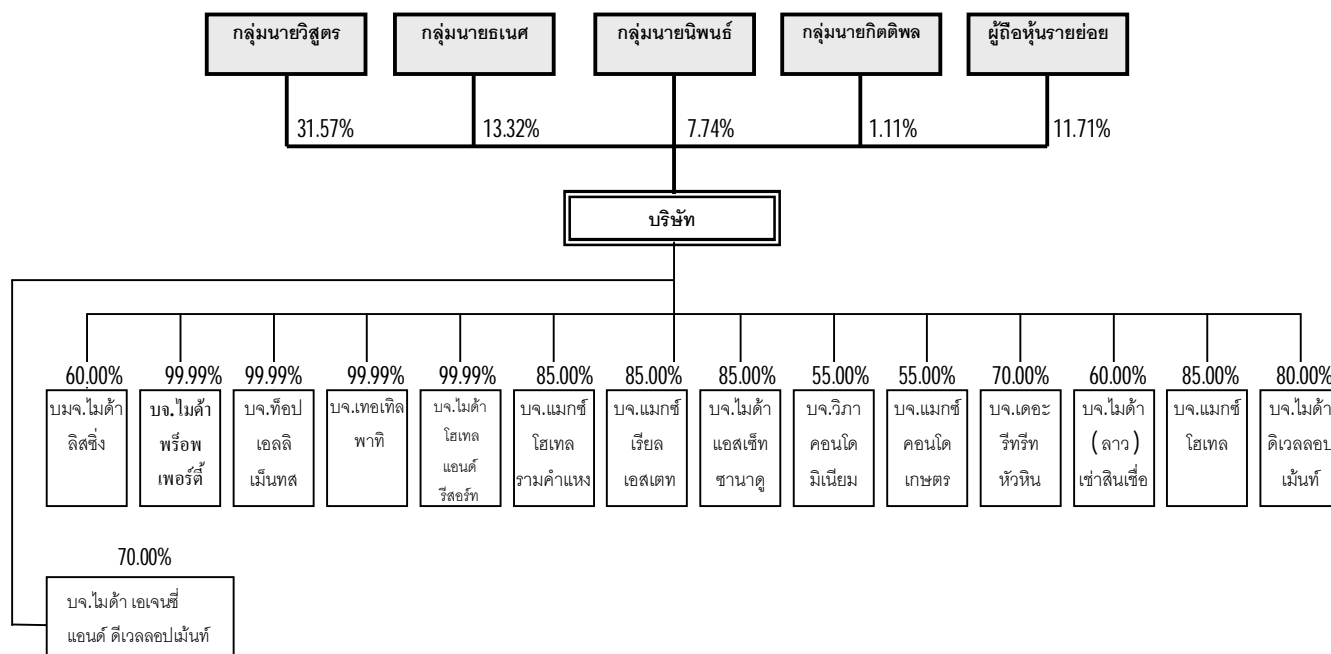 กลุ่มนายวิสูตร
กลุ่มนายธเนศ
กลุ่มนายนิพนธ์
กลุ่มนายกิตติพล
ผู้ถือหุ้นรายย่อย
31.57%
13.32%
7.74%
1.11%
11.71%
บริษัท
60.00%
บมจ.ไมด้า
ลิสซิ่ง
99.99%
บจ.ไมด้า
พร็อพ
เพอร์ตี้
99.99%
บจ.ท็อป
เอลลิ
เม็นทส
99.99%
บจ.เทอเทิล
พาทิ
99.99%
บจ.ไมด้า
โฮเทล
แอนด์
รีสอร์ท
85.00%
บจ.แมกซ์
โฮเทล
รามคำแหง
85.00%
บจ.แมกซ์
เรียล
เอสเตท
85.00%
บจ.ไมด้า
แอสเซ็ท
ซานาดู
55.00%
บจ.วิภา
คอนโด
มิเนียม
55.00%
บจ.แมกซ์
คอนโด
เกษตร
70.00%
บจ.เดอะ
รีทรีท
หัวหิน
60.00%
บจ.ไมด้า
(ลาว)
เช่าสินเชื่อ
85.00%
บจ.แมกซ์
โฮเทล
80.00%
บจ.ไมด้า
ดิเวลลอป
เม้นท์
70.00%
บจ.ไมด้า เอเจนซี่
แอนด์ ดีเวลลอปเม้นท์